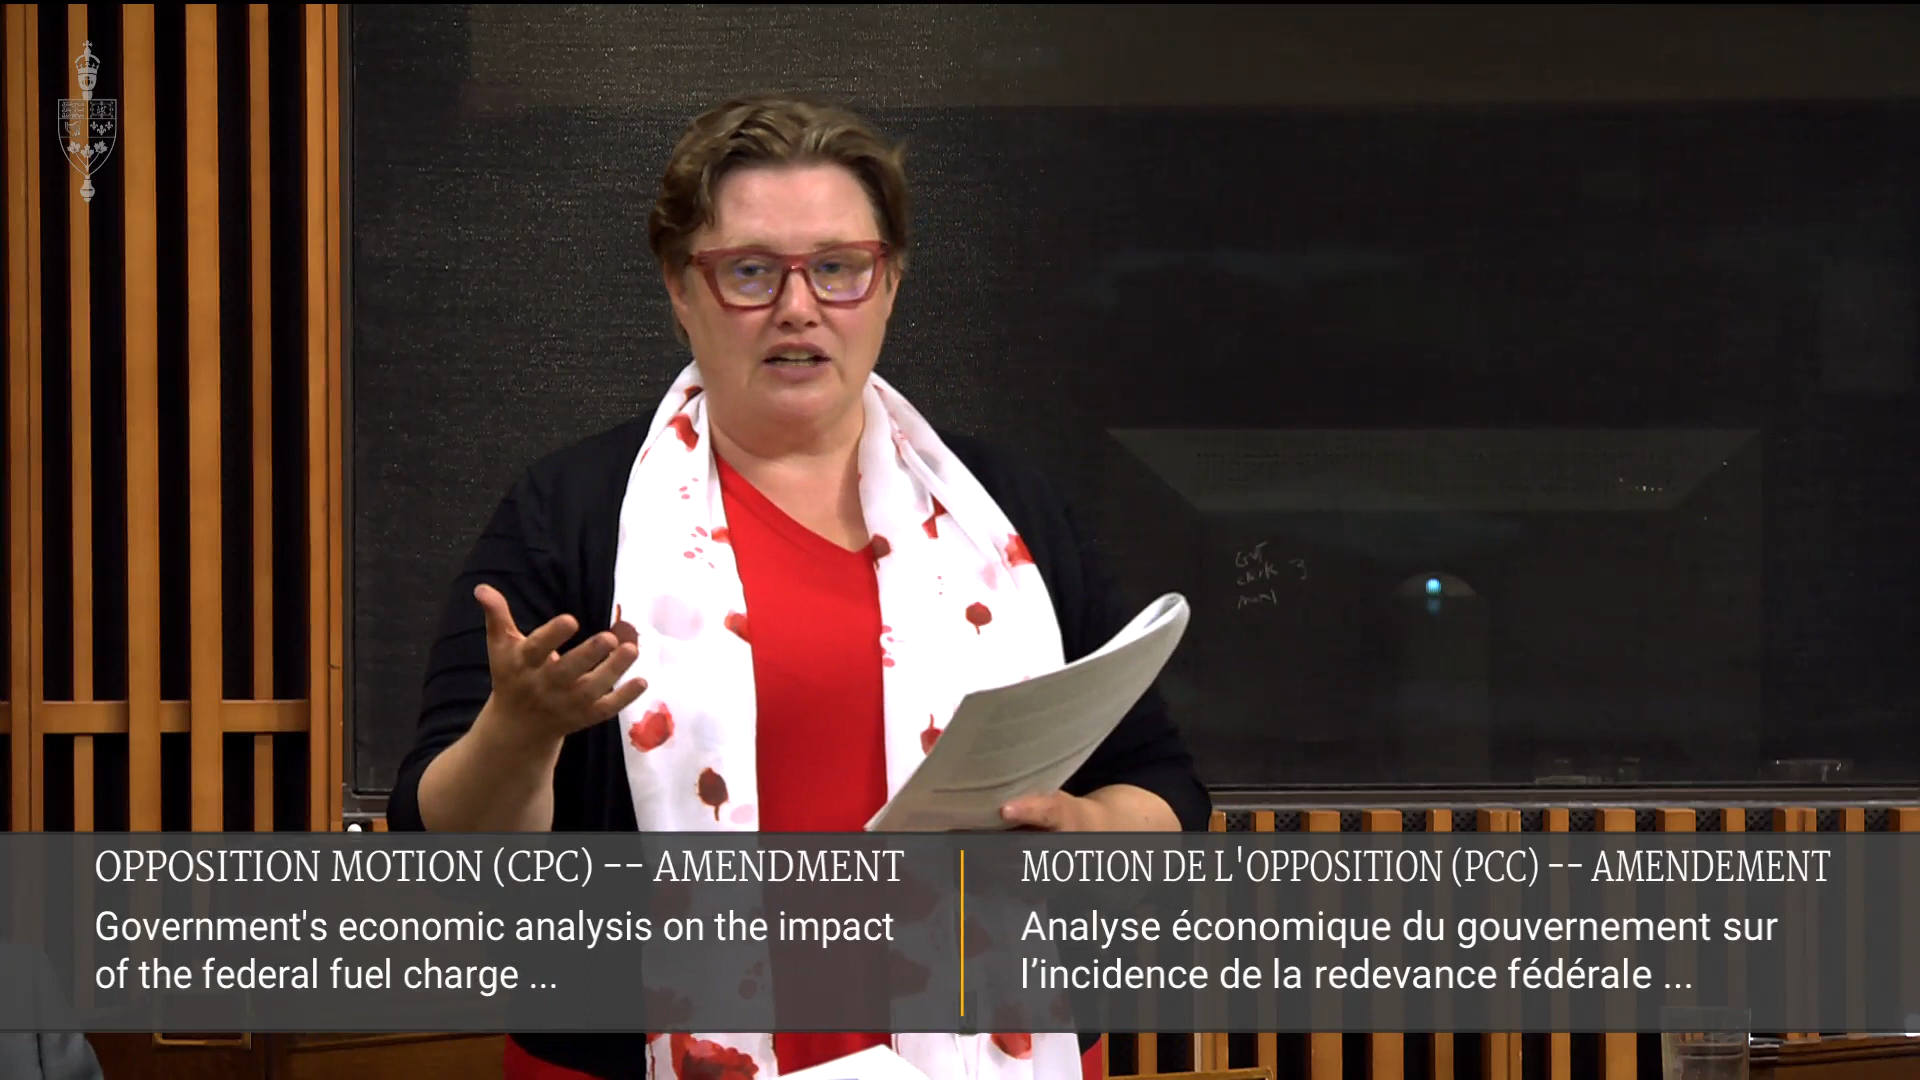 OPPOSITION MOTION (CPC) -- AMENDMENT
Government's economic analysis on the impact
of the federal fuel charge ...
MOTION DE L'OPPOSITION (PCC) -- AMENDEMENT
Analyse économique du gouvernement sur
l’incidence de la redevance fédérale ...